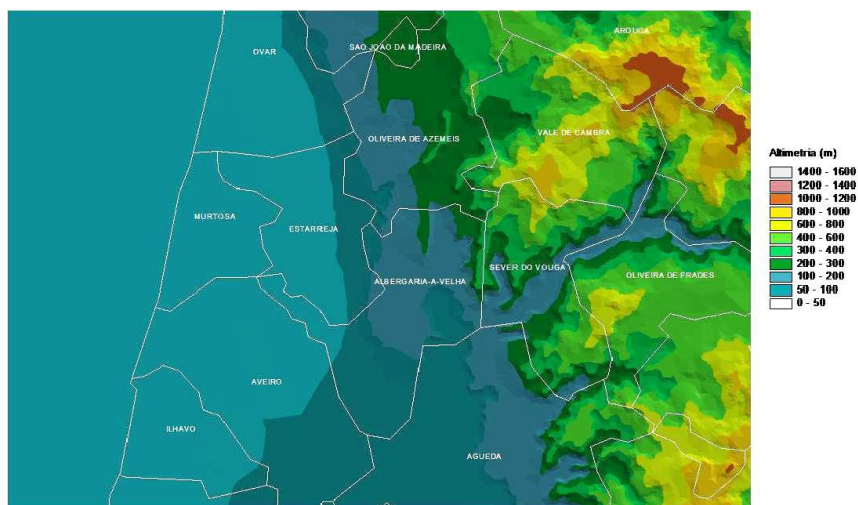 AROUCA
SAO JOÃO DA MADEIRA
OVAR
OLIVEIRA DE AZEMEIS
VALE DE CAMBRA
MURTOSA
ESTARREJA
SEVER DO VOUGA
OLIVEIRA DE FRADES
ALBERGARIA-A-VELHA
AVEIRO
ILHAVO
AGUEDA
Altimetria (m)
1400 - 1600
1200 - 1400
1000 - 1200
800 - 1000
600 - 800
400 - 600
300 - 400
200 - 300
100 - 200
50 - 100
0 - 50